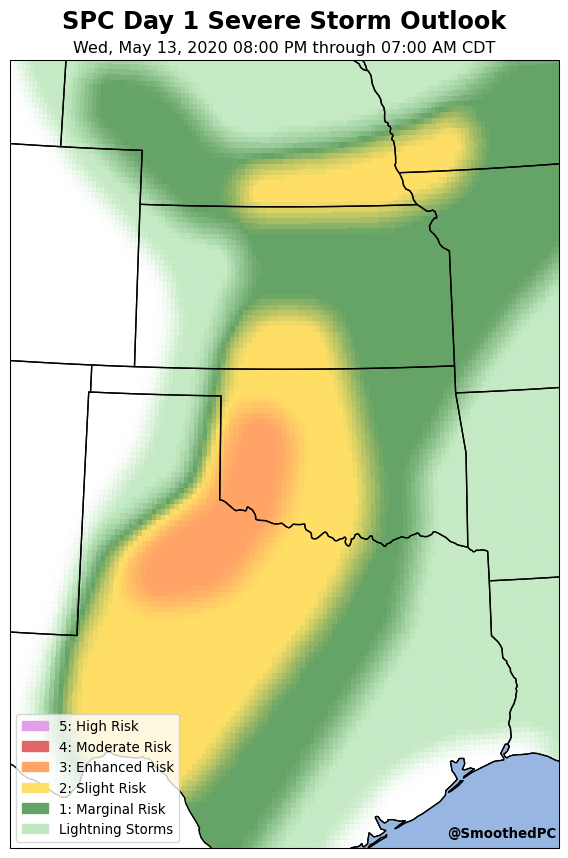 SPC Day 1 Severe Storm Outlook
Wed, May 13, 2020 08:00 PM through 07:00 AM CDT
5: High Risk
4: Moderate Risk
3: Enhanced Risk
2: Slight Risk
1: Marginal Risk
Lightning Storms
@SmoothedPC